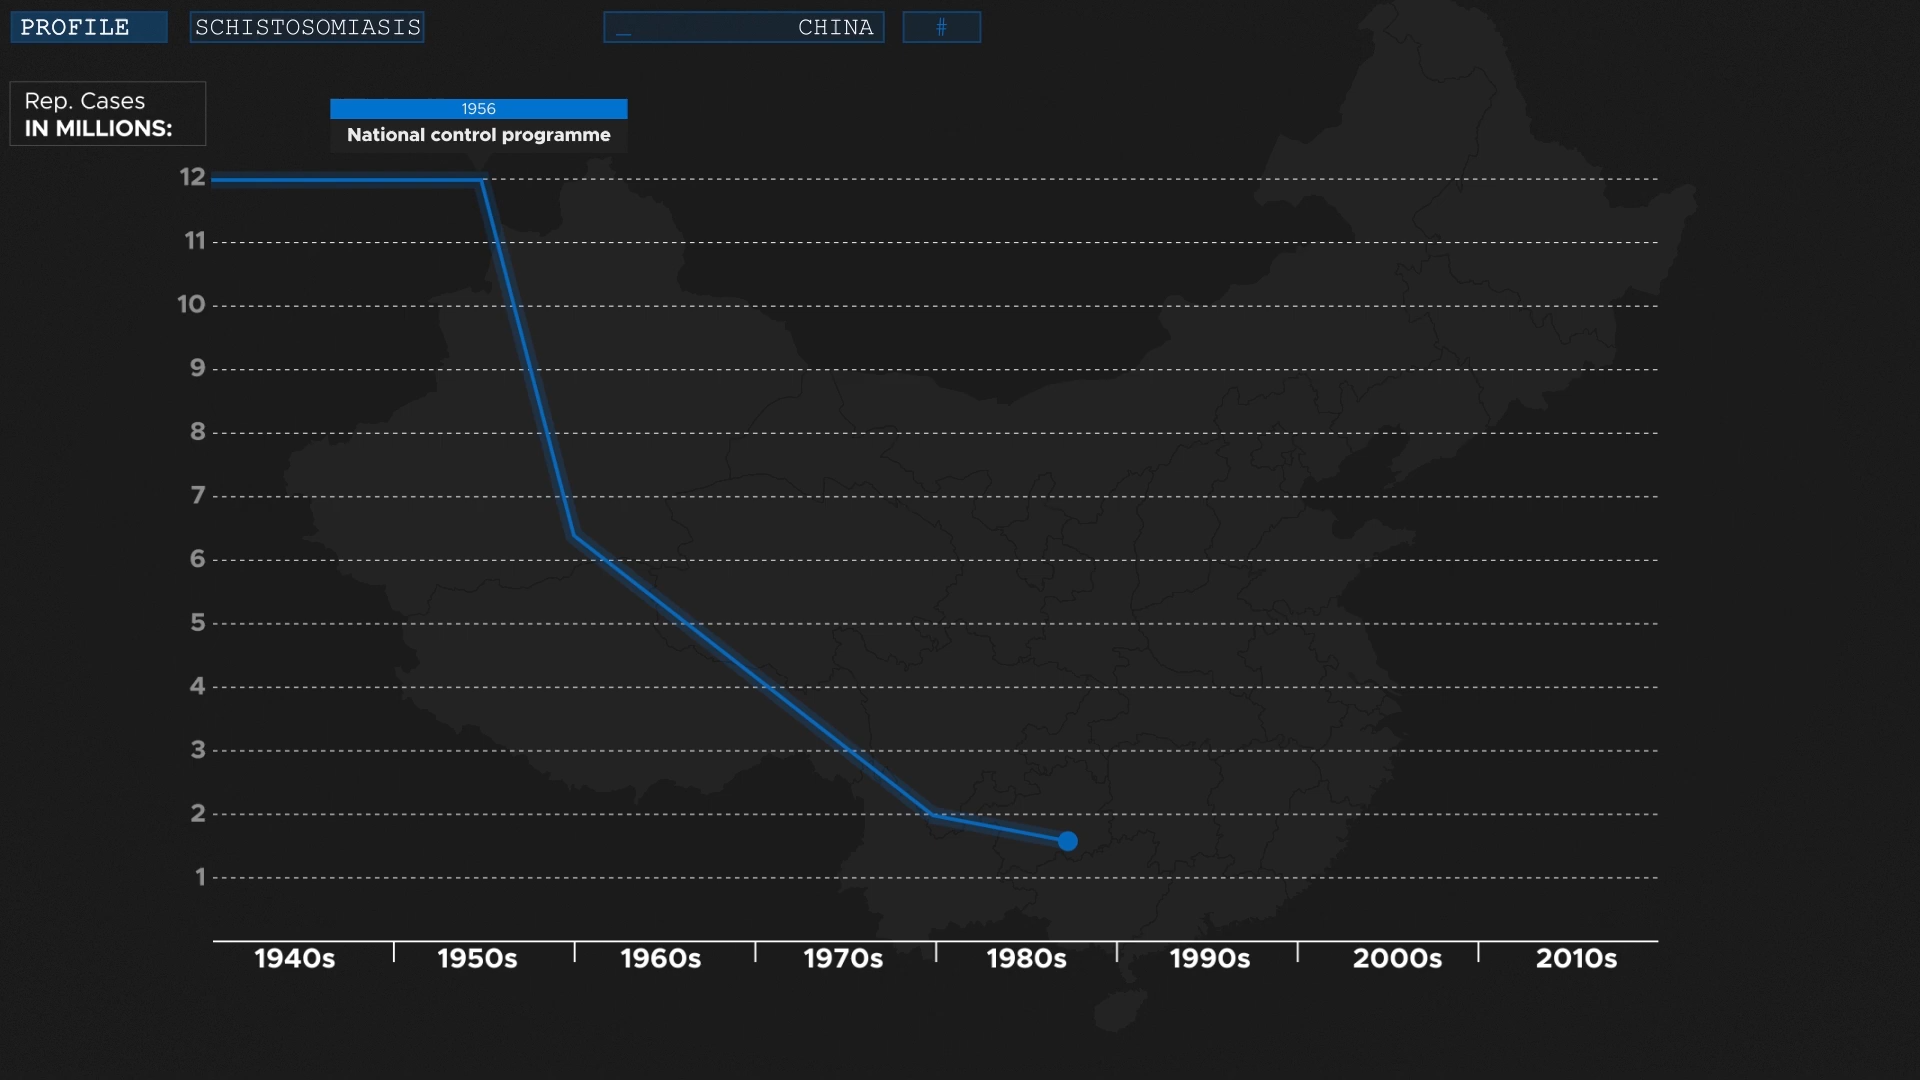 PROFILE
SCHISTOSOMIASIS
_ CHINA
#
Rep. Cases
IN MILLIONS:
1956
National control programme
12
11
10
9
8
7
6
5
4
3
2
1
1940s 1950s 1960s 1970s 1980s 1990s 2000s 2010s